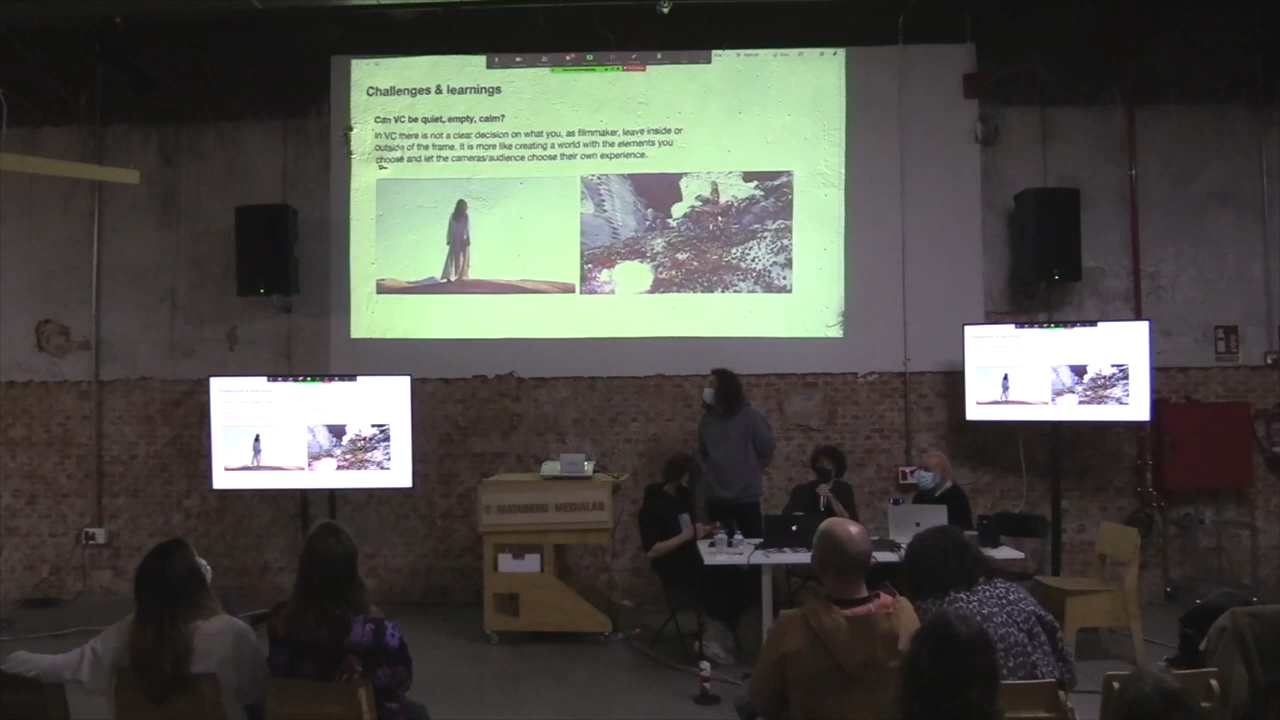 Challenges & learnings
Can VC be quiet, empty, calm?
In VC there is not a clear decision on what you, as filmmaker, leave inside or
outside of the frame. It is more like creating a world with the elements you
choose and let the cameras/audience choose their own experience.
Challenges & learnings
MATADERO MEDIALAB